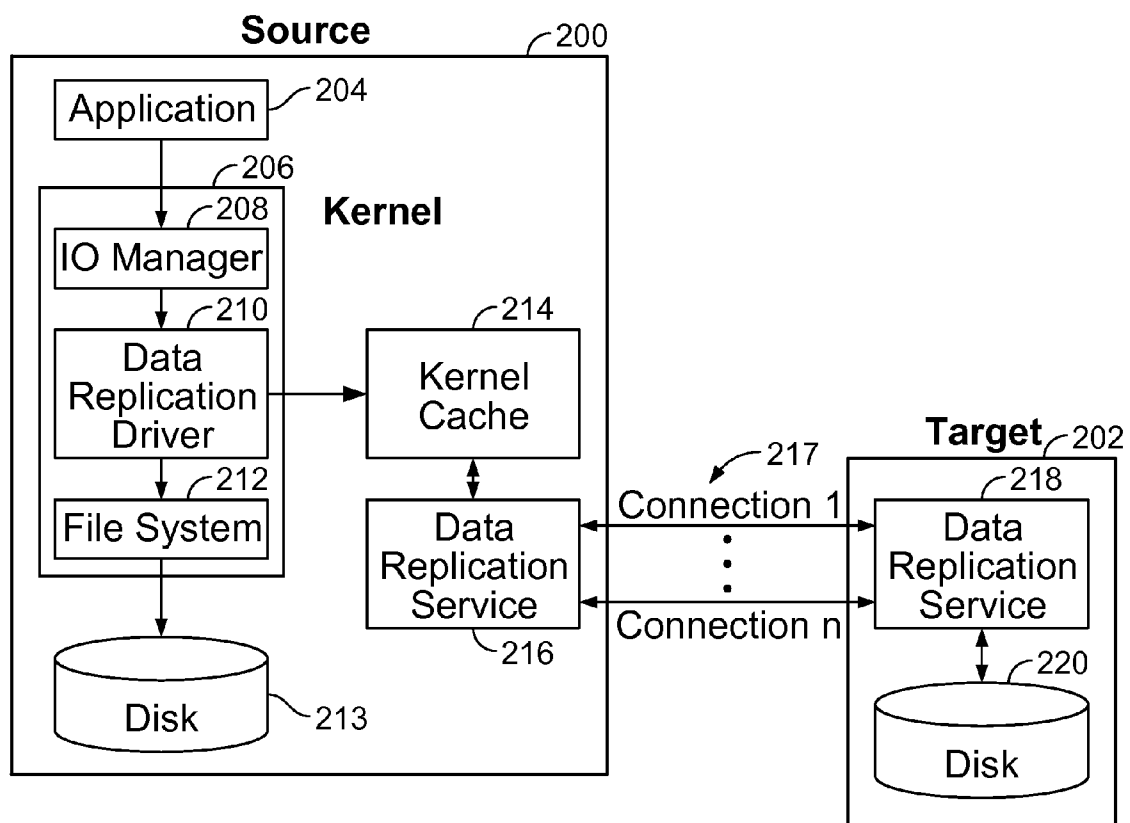 Source
200
Application
204
206
Kernel
208
IO Manager
210
Data
Replication
Driver
214
Kernel
Cache
212
File System
Data
Replication
Service
216
Disk
213
217
Connection 1
Connection n
Target
202
218
Data
Replication
Service
220
Disk